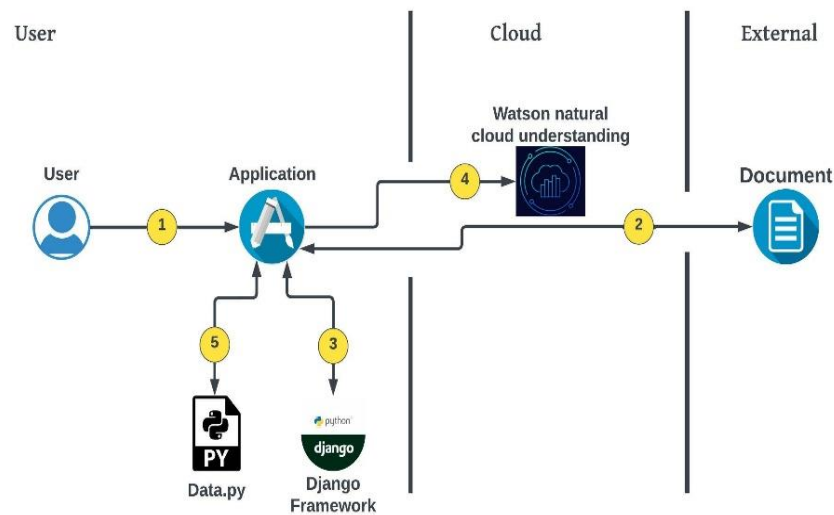 User
Cloud
External
Watson natural
cloud understanding
User
Application
4
Document
1
2
5
3
PY
python
django
Data.py
Django
Framework